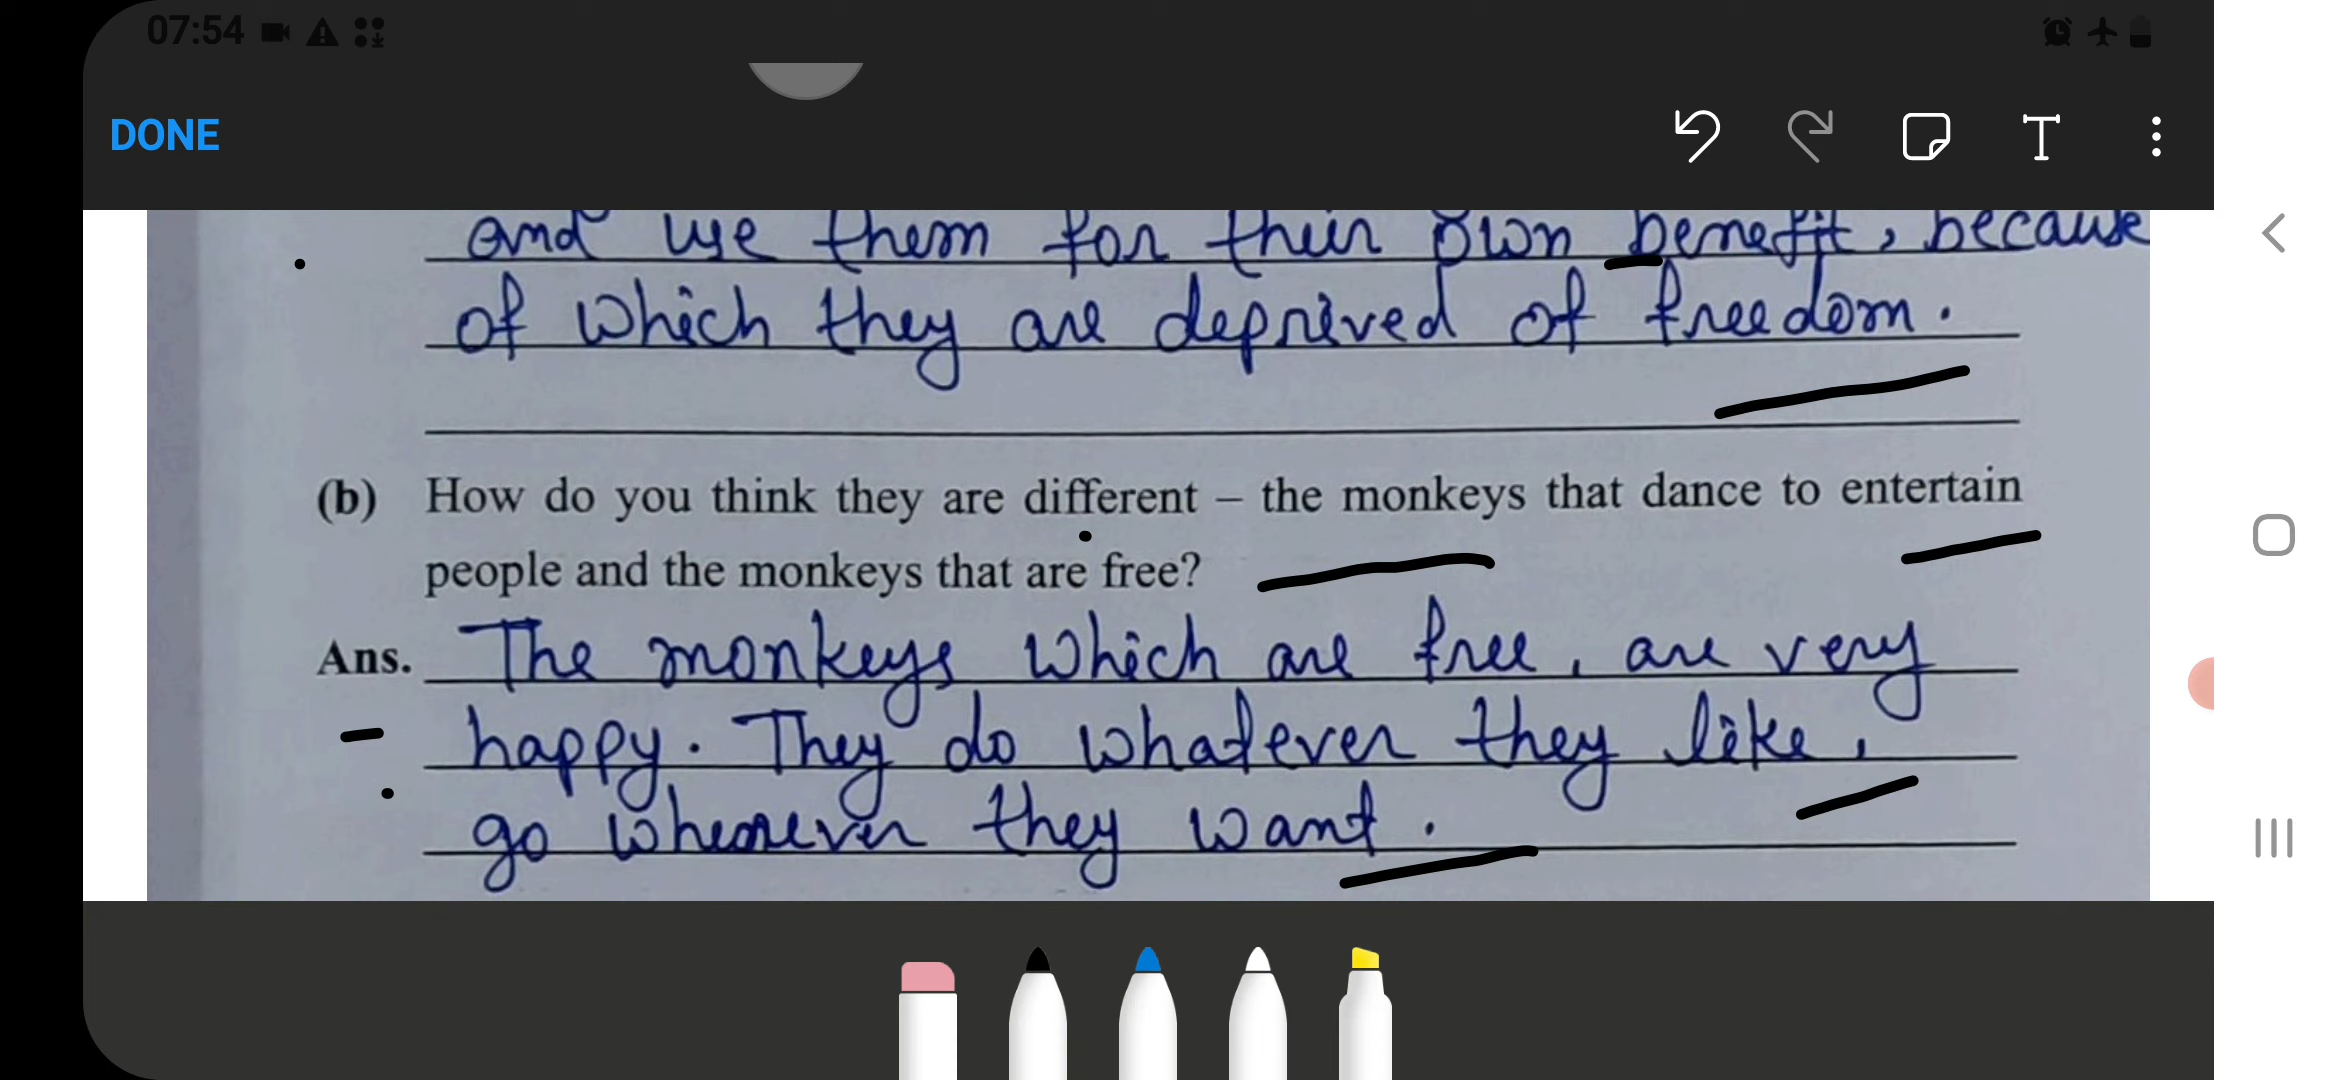 07:54
DONE
T
and use them for their own benefit, because
of which they are deprived of freedom.
(b) How do you think they are different – the monkeys that dance to entertain
people and the monkeys that are free?
Ans. The monkeys which are free, are very
happy. They do whatever they like,
go whenever they want.